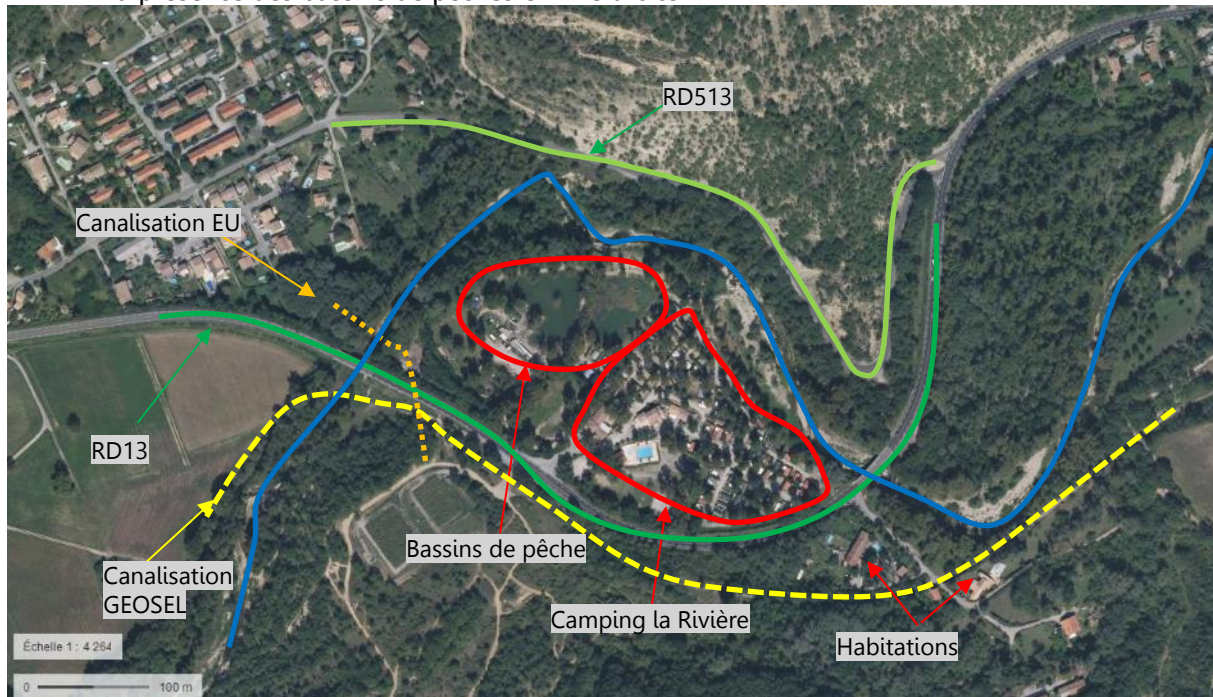 RD513
Canalisation EU
RD13
Bassins de pêche
Canalisation
GEOSEL
Camping la Rivière
Habitations
Échelle 1 : 4 264
0 100 m